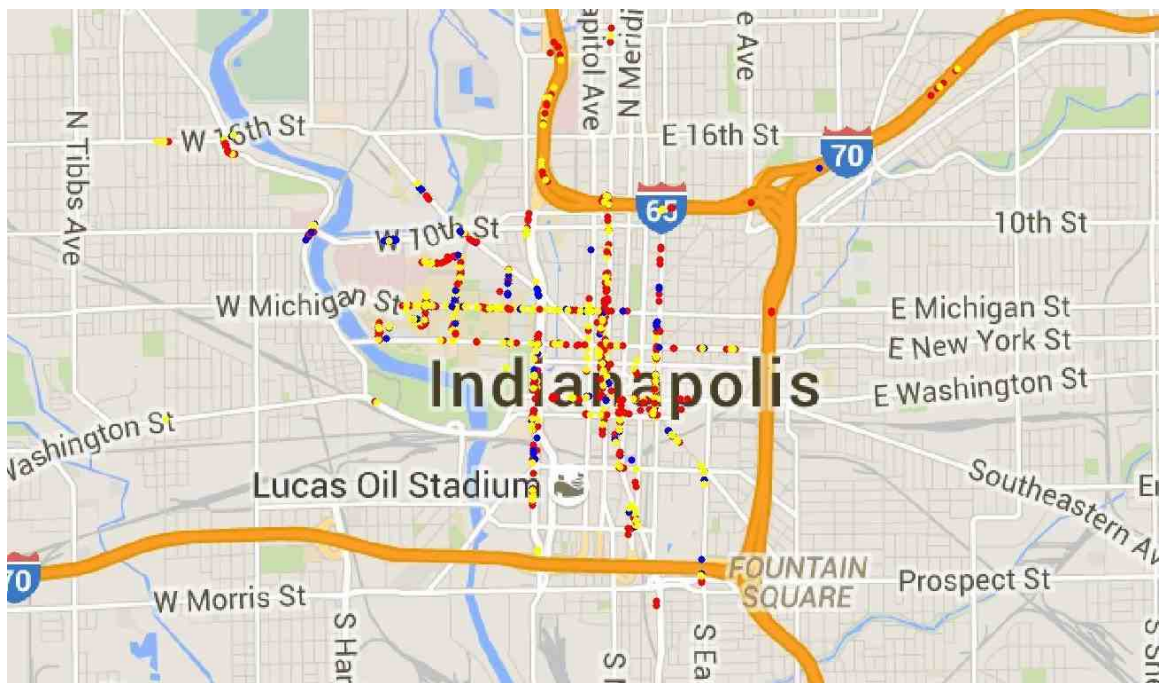 apitol Ave
N Meridi
e Ave
N Tibbs Ave
W 16th St
E 16th St
70
65
W 10th St
10th St
W Michigan St
E Michigan St
E New York St
Indianapolis
E Washington St
Washington St
Lucas Oil Stadium
Southeastern Av
70
FOUNTAIN
SQUARE
Prospect St
W Morris St
S Har
S Ea